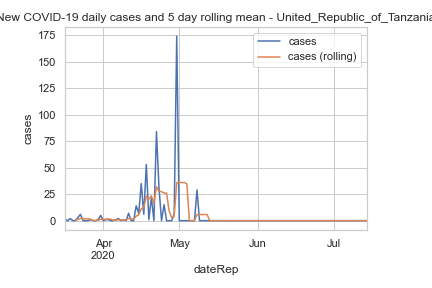 New COVID-19 daily cases and 5 day rolling mean - United_Republic_of_Tanzania
cases
cases (rolling)
175
150
125
100
75
50
25
0
cases
Apr
2020
May
Jun
Jul
dateRep